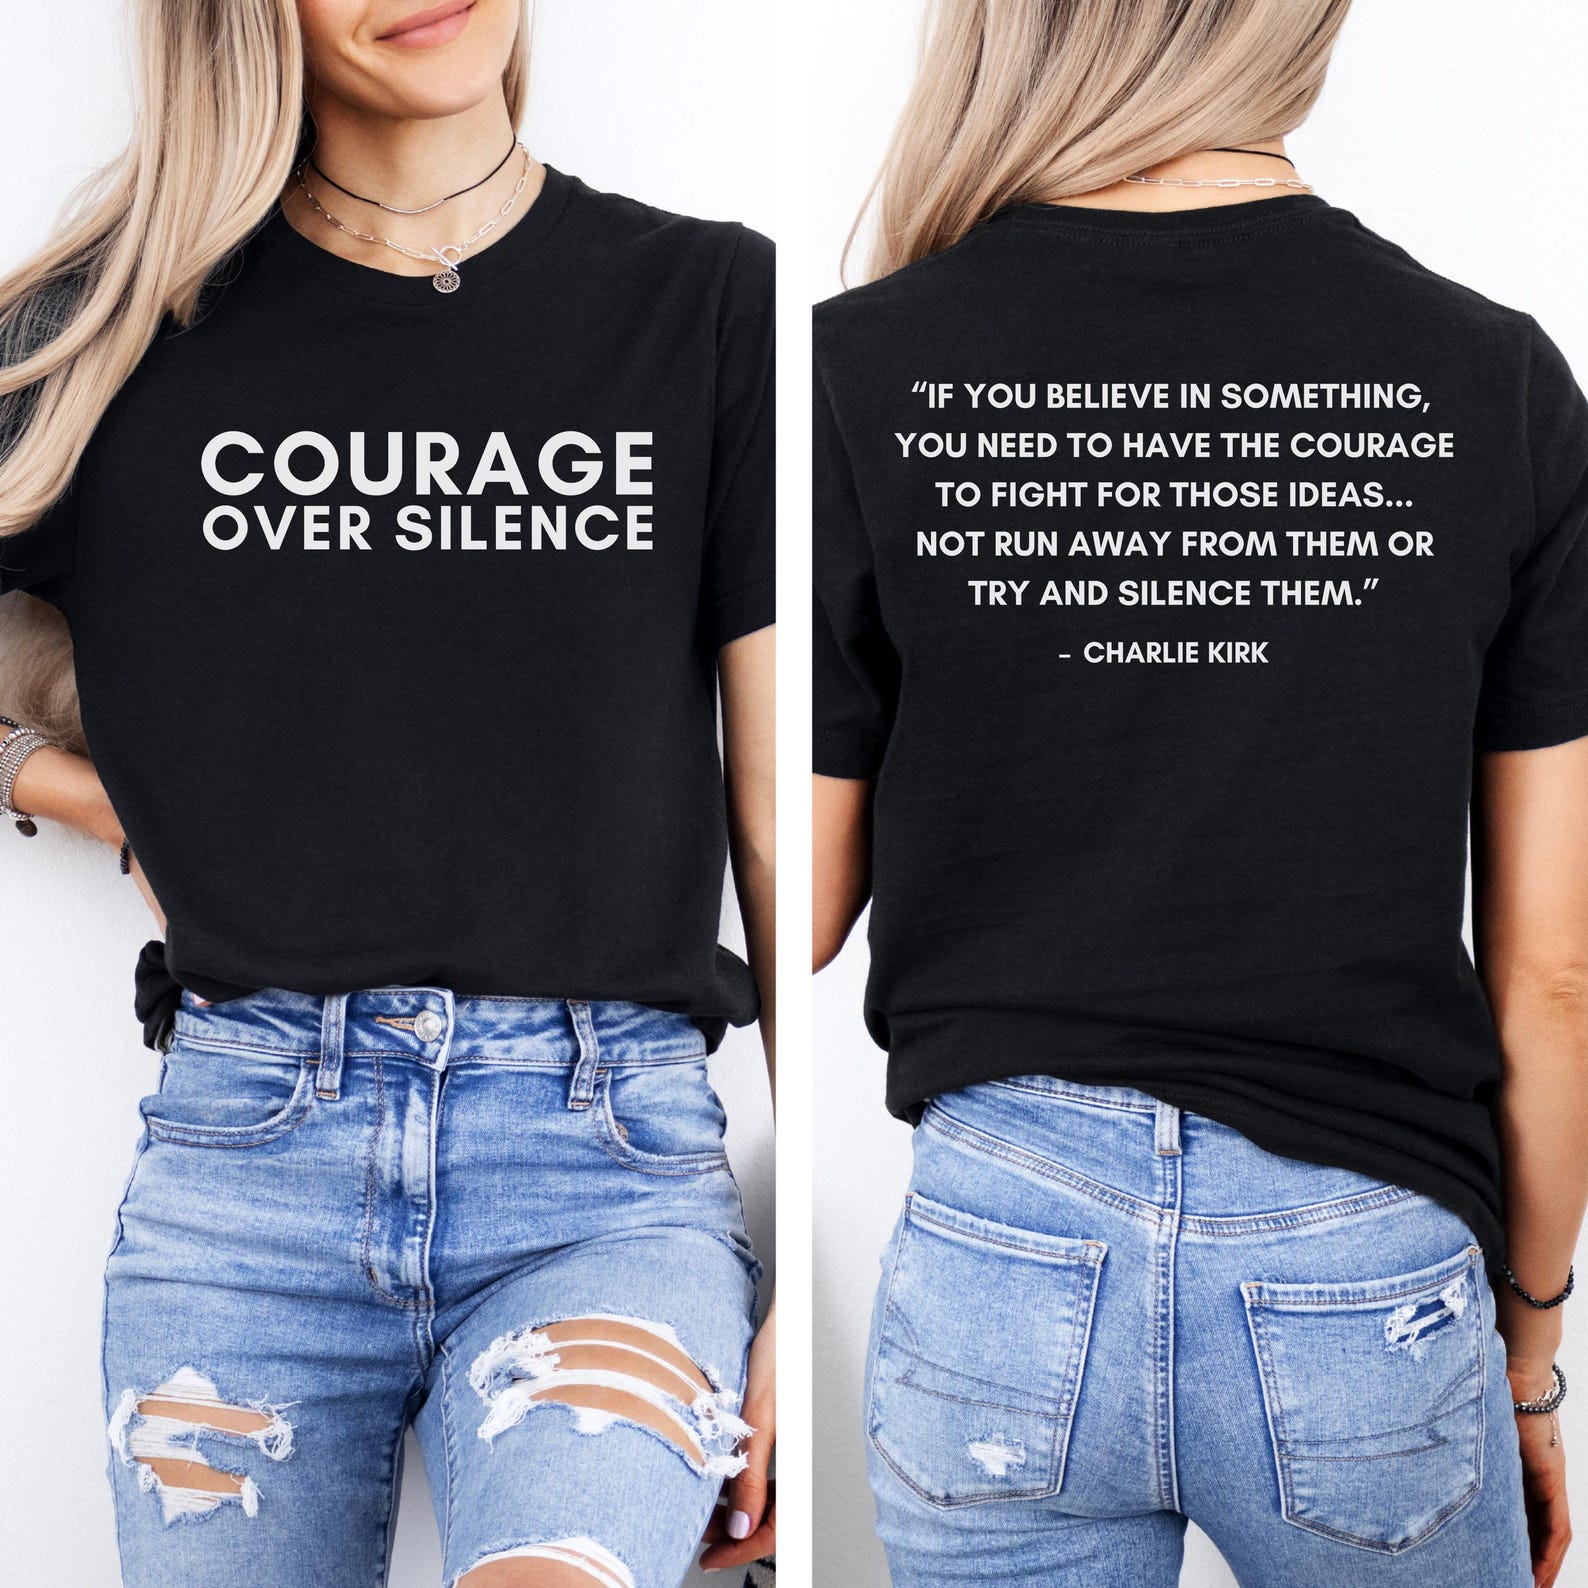 COURAGE
OVER SILENCE
“IF YOU BELIEVE IN SOMETHING,
YOU NEED TO HAVE THE COURAGE
TO FIGHT FOR THOSE IDEAS...
NOT RUN AWAY FROM THEM OR
TRY AND SILENCE THEM.”
– CHARLIE KIRK